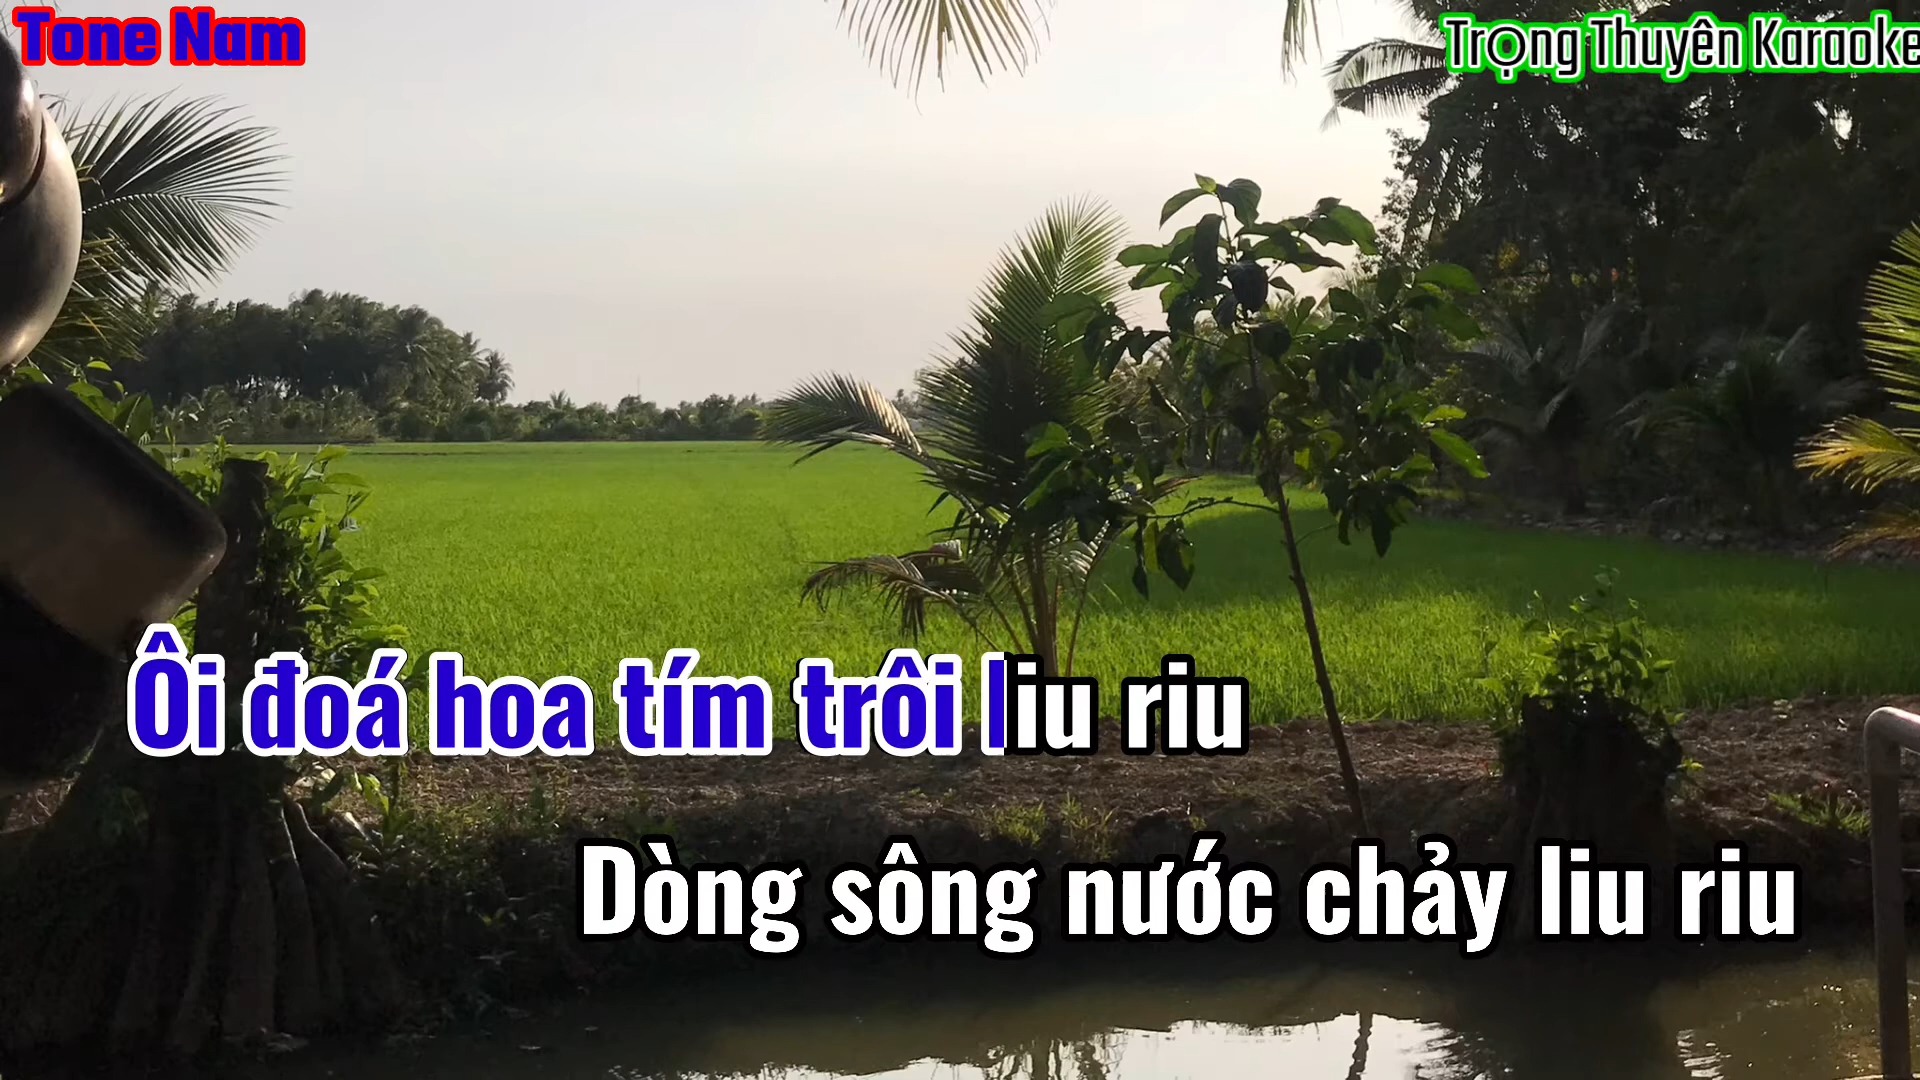 Tone Nam
Trọng Thuyên Karaoke
Ôi đoá hoa tím trôi liu riu
Dòng sông nước chảy liu riu